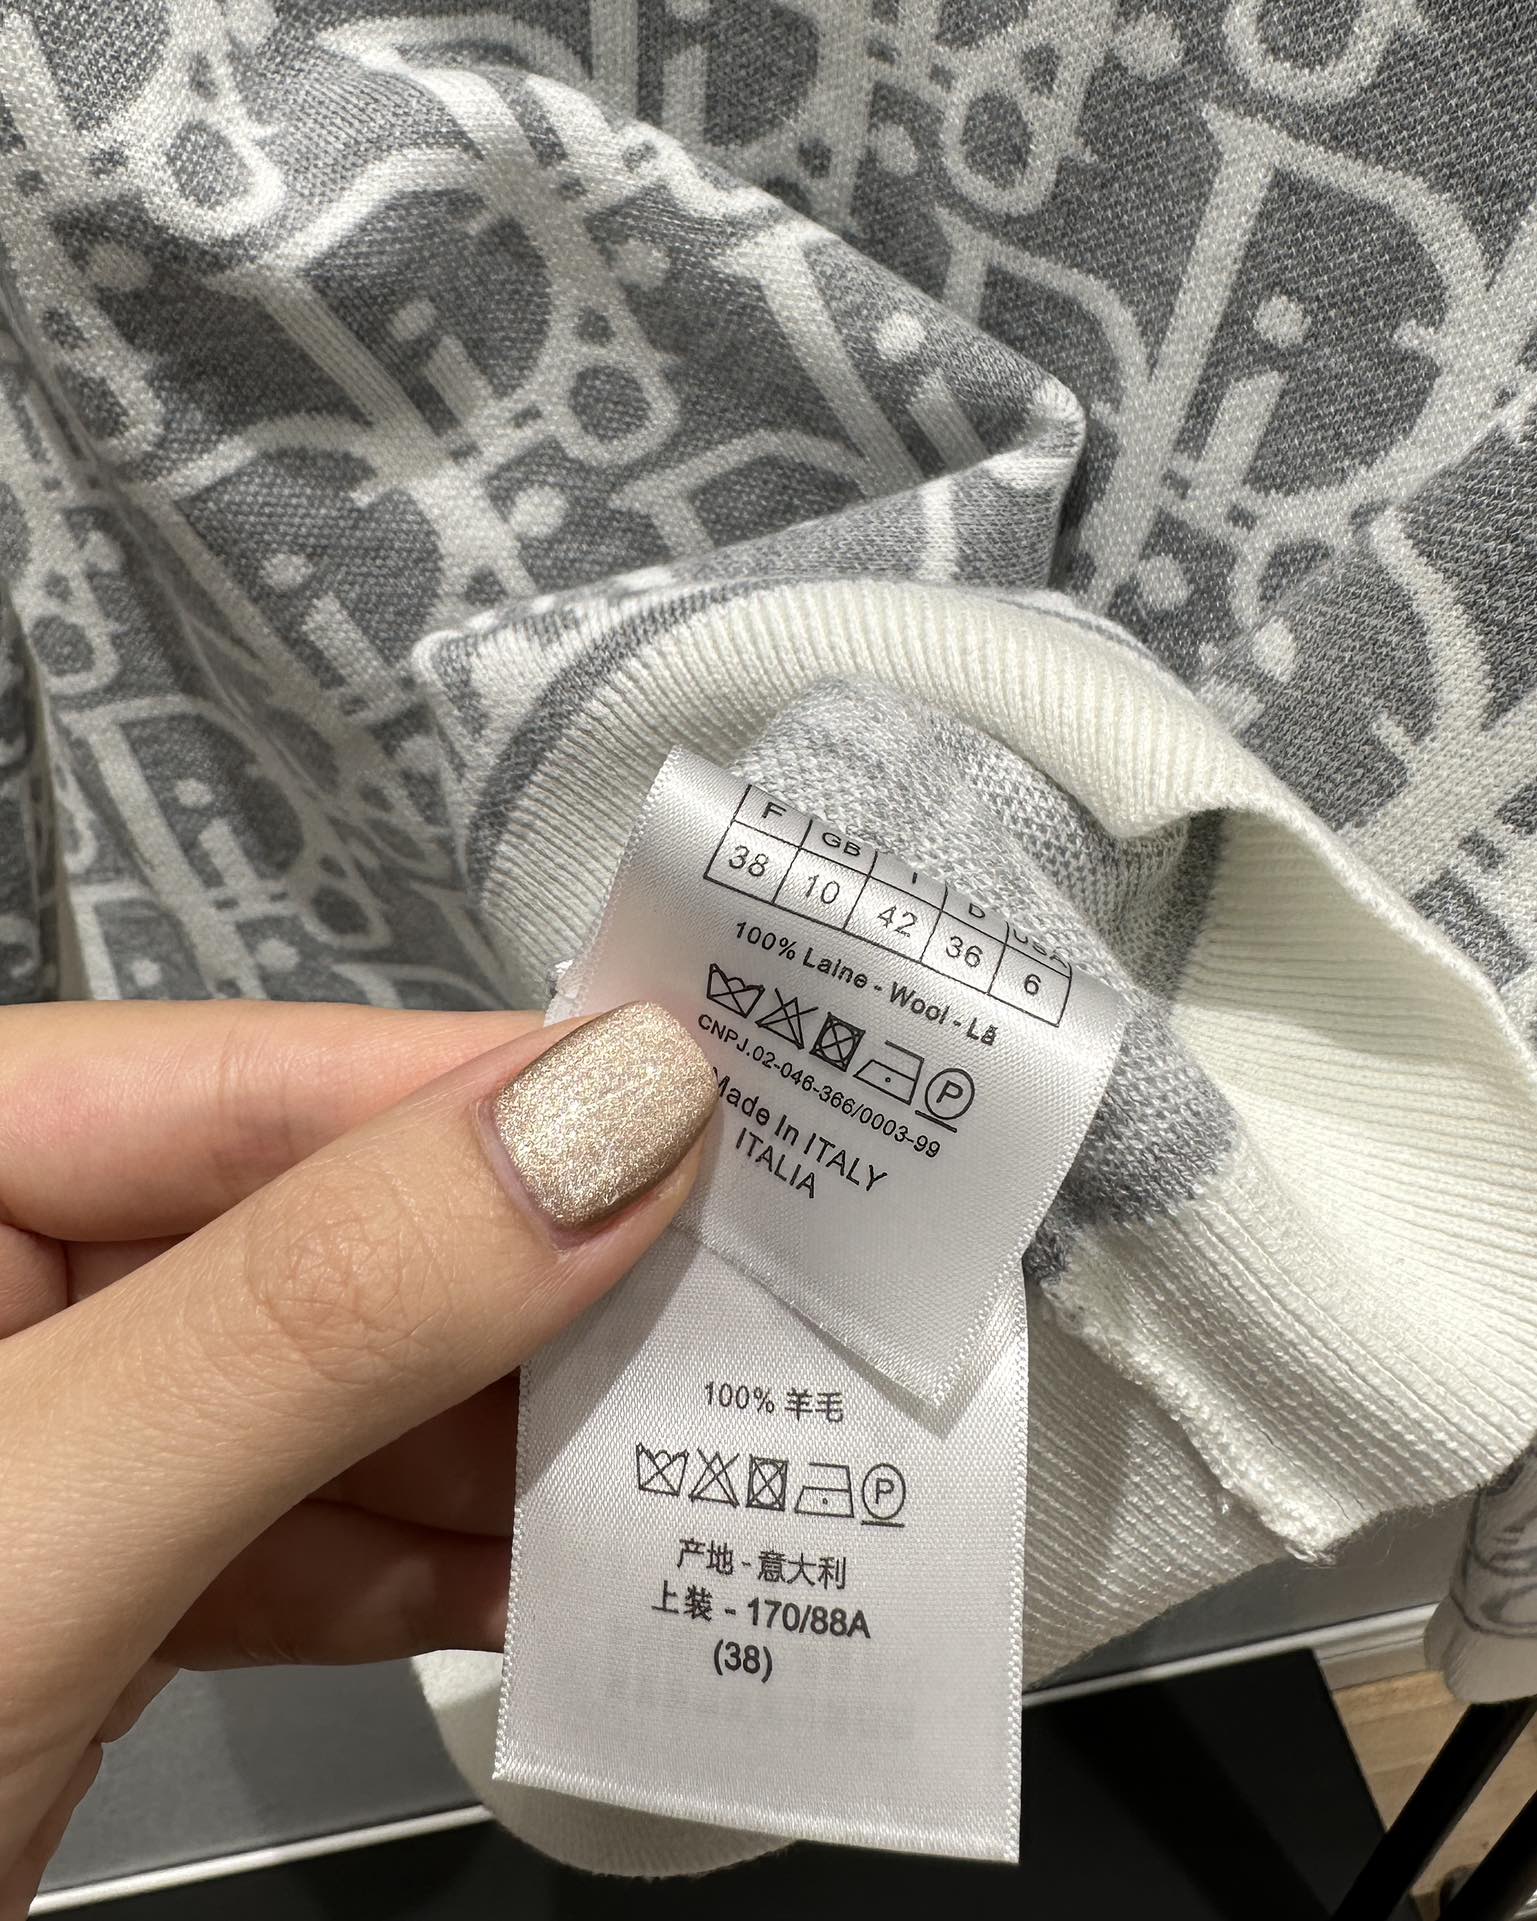 F GB I D USA
38 10 42 36 6
100% Laine - Wool - Lã
P
CNPJ.02-046-366/0003-99
Made In ITALY
ITALIA
100% 羊毛
P
产地 - 意大利
上装 - 170/88A
(38)
Dior